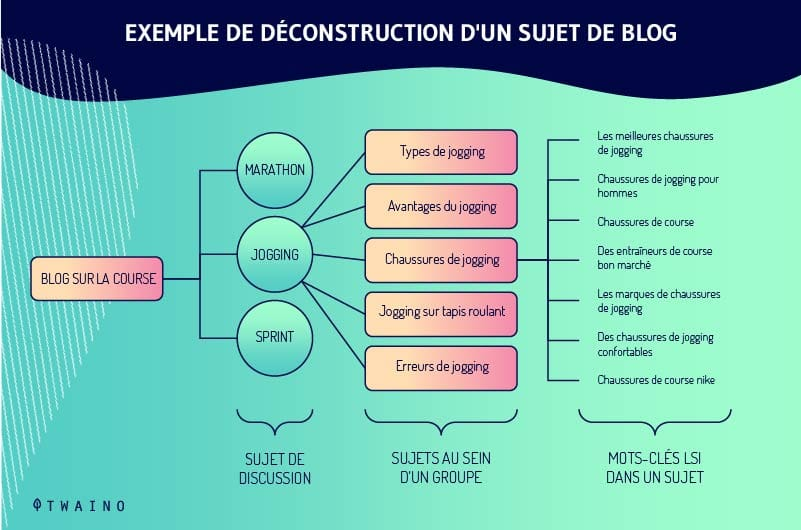 EXEMPLE DE DÉCONSTRUCTION D'UN SUJET DE BLOG
BLOG SUR LA COURSE
MARATHON
JOGGING
SPRINT
Types de jogging
Avantages du jogging
Chaussures de jogging
Jogging sur tapis roulant
Erreurs de jogging
Les meilleures chaussures
de jogging
Chaussures de jogging pour
hommes
Chaussures de course
Des entraîneurs de course
bon marché
Les marques de chaussures
de jogging
Des chaussures de jogging
confortables
Chaussures de course nike
SUJET DE
DISCUSSION
SUJETS AU SEIN
D'UN GROUPE
MOTS-CLÉS LSI
DANS UN SUJET
TWAINO